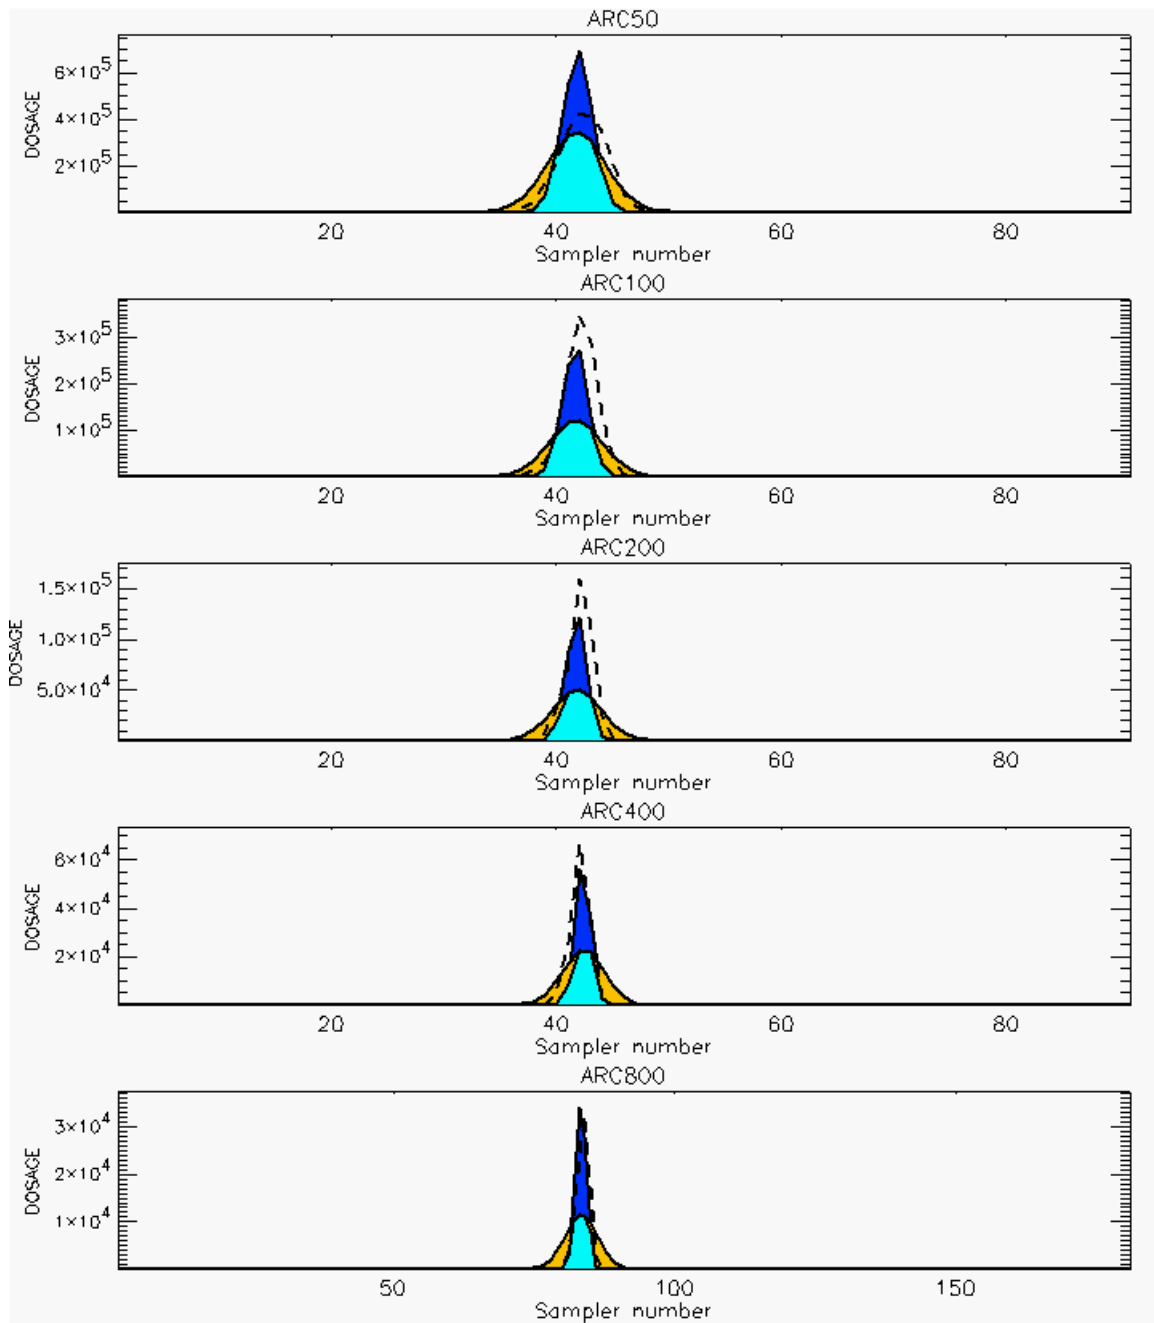 ARC50
6×10⁵
4×10⁵
2×10⁵
DOSAGE
20 40 60 80
Sampler number
ARC100
3×10⁵
2×10⁵
1×10⁵
DOSAGE
20 40 60 80
Sampler number
ARC200
1.5×10⁵
1.0×10⁵
5.0×10⁴
DOSAGE
20 40 60 80
Sampler number
ARC400
6×10⁴
4×10⁴
2×10⁴
DOSAGE
20 40 60 80
Sampler number
ARC800
3×10⁴
2×10⁴
1×10⁴
DOSAGE
50 100 150
Sampler number